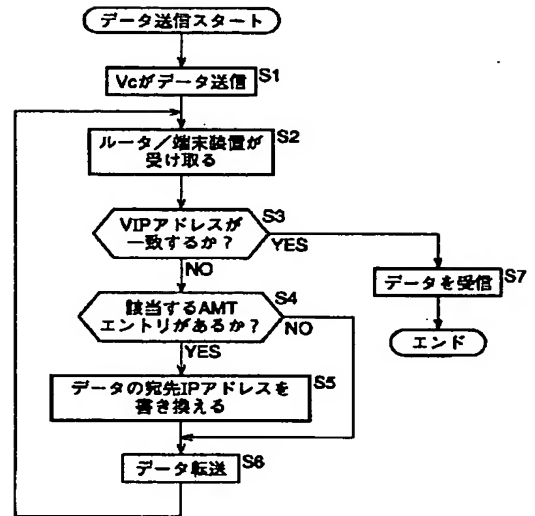 データ送信スタート
Vcがデータ送信
S1
ルータ/端末装置が
受け取る
S2
VIPアドレスが
一致するか?
S3
YES
NO
データを受信
S7
エンド
該当するAMT
エントリがあるか?
S4
NO
YES
データの宛先IPアドレスを
書き換える
S5
データ転送
S6